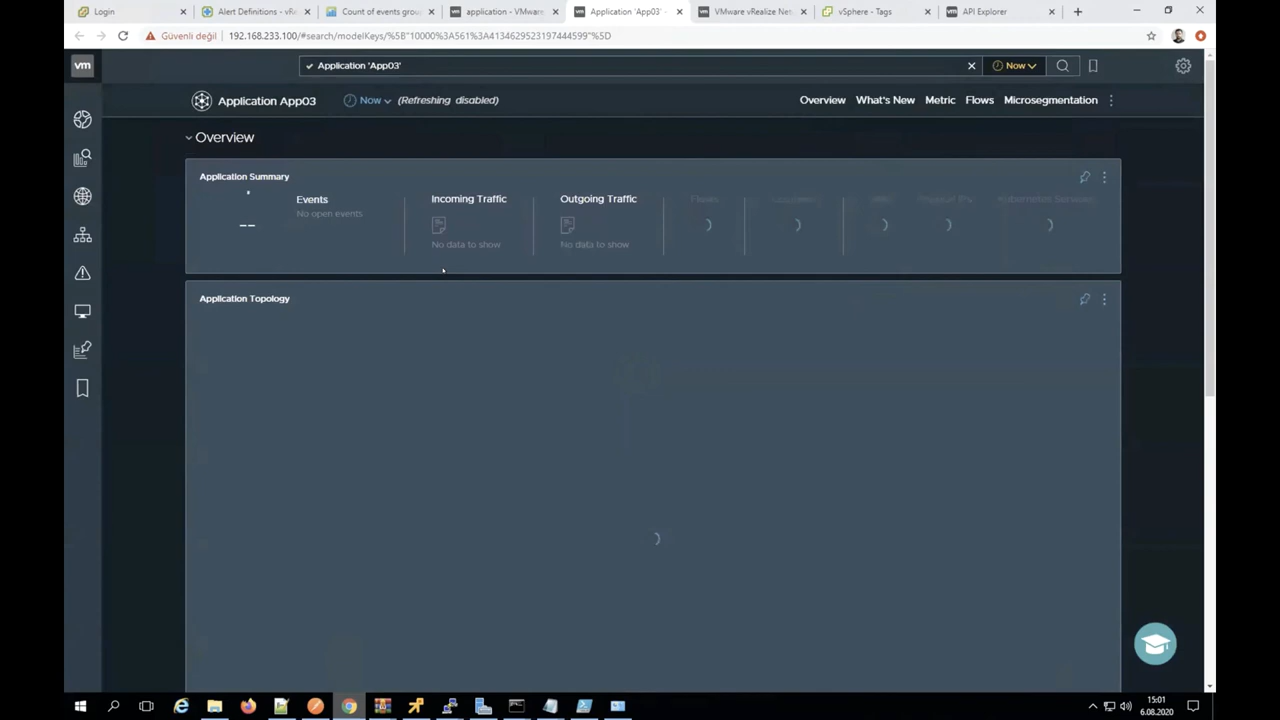 Login
Alert Definitions - vRe
Count of events grou
application - VMware
Application 'App03' -
VMware vRealize Net
vSphere - Tags
API Explorer
Güvenli değil
192.168.233.100/#search/modelKeys/%5B"10000%3A561%3A4134629523197444599"%5D
vm
Application 'App03'
Now
Application App03
Now
(Refreshing disabled)
Overview
What's New
Metric
Flows
Microsegmentation
Overview
Application Summary
Events
No open events
--
Incoming Traffic
No data to show
Outgoing Traffic
No data to show
Flows
Application Topology
15:01
6.08.2020